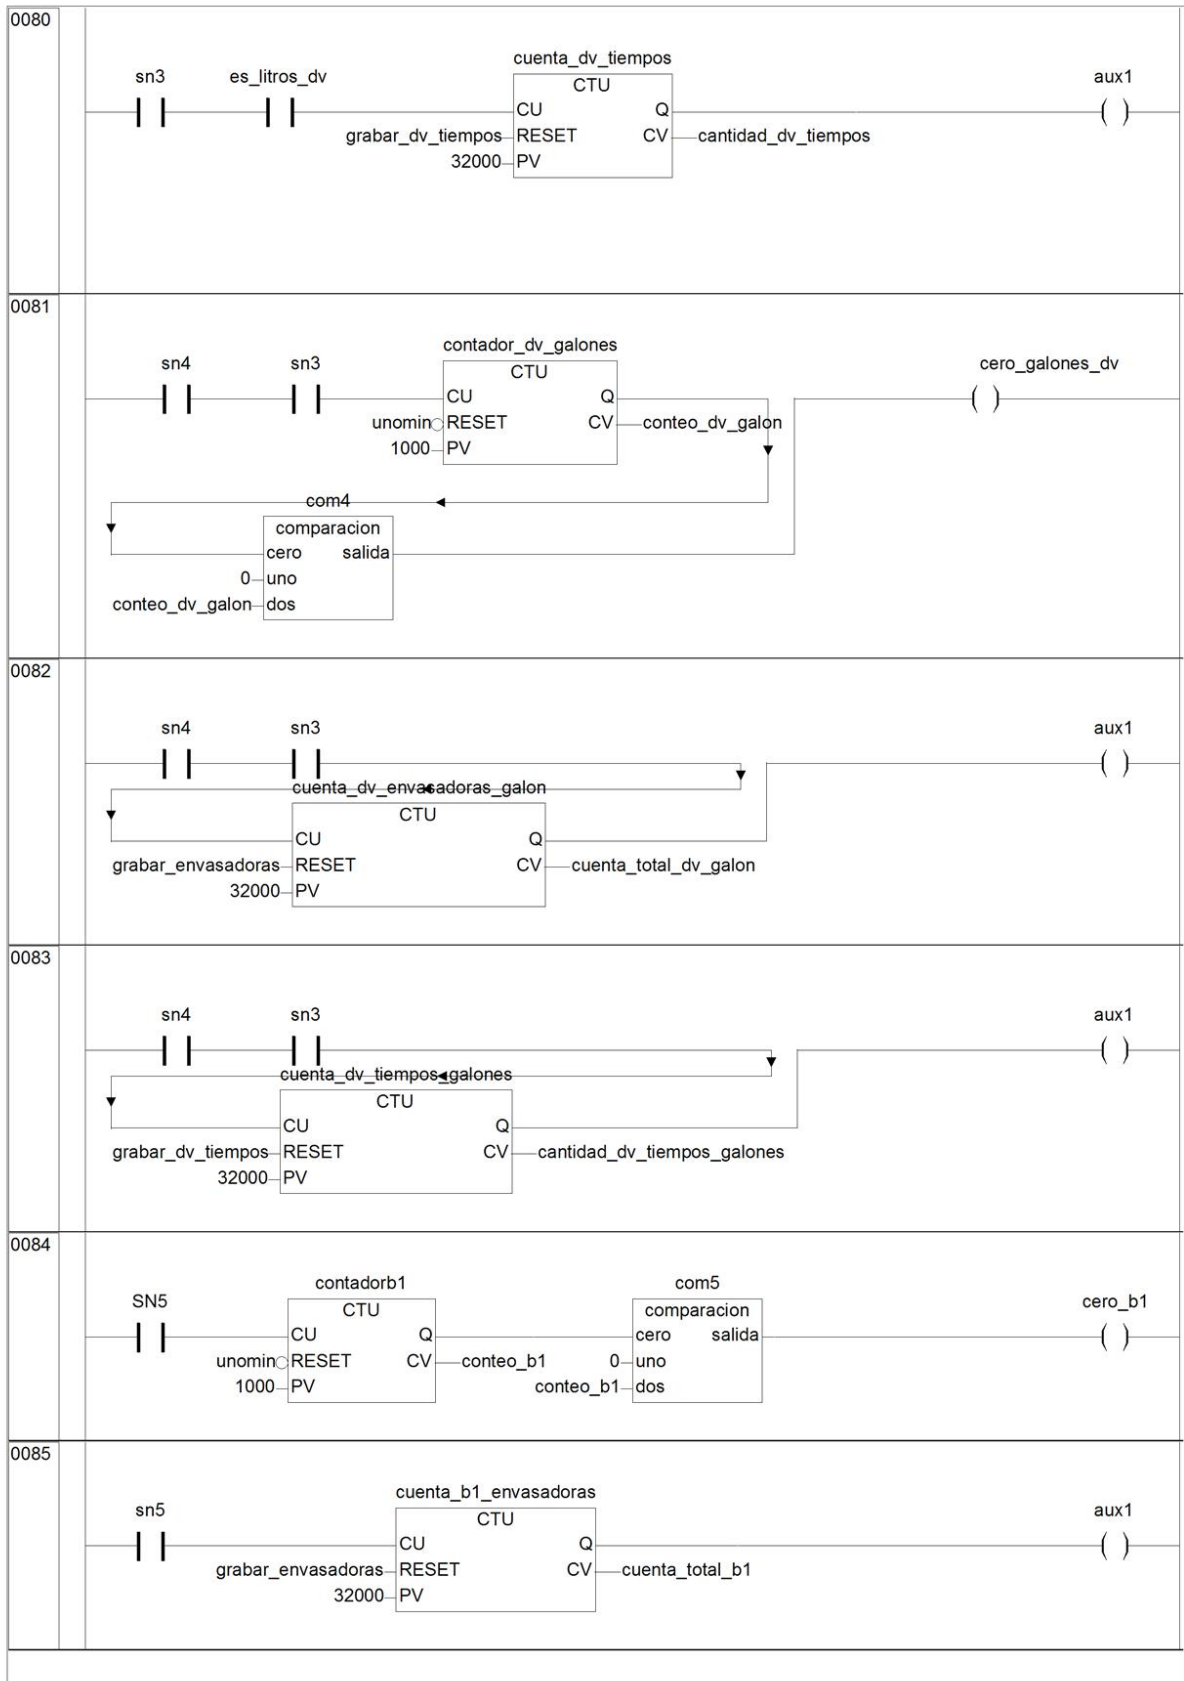 0080
cuenta_dv_tiempos
sn3 es_litros_dv CTU aux1
CU Q
grabar_dv_tiempos RESET CV cantidad_dv_tiempos
32000 PV
0081
contador_dv_galones
sn4 sn3 CTU cero_galones_dv
CU Q
unomin RESET CV conteo_dv_galon
1000 PV
com4
comparacion
cero salida
0 uno
conteo_dv_galon dos
0082
sn4 sn3 aux1
cuenta_dv_envasadoras_galon
CTU
CU Q
grabar_envasadoras RESET CV cuenta_total_dv_galon
32000 PV
0083
sn4 sn3 aux1
cuenta_dv_tiempos_galones
CTU
CU Q
grabar_dv_tiempos RESET CV cantidad_dv_tiempos_galones
32000 PV
0084
contadorb1 com5
SN5 CTU comparacion cero_b1
CU Q cero salida
unomin RESET CV conteo_b1 0 uno
1000 PV conteo_b1 dos
0085
cuenta_b1_envasadoras
sn5 CTU aux1
CU Q
grabar_envasadoras RESET CV cuenta_total_b1
32000 PV